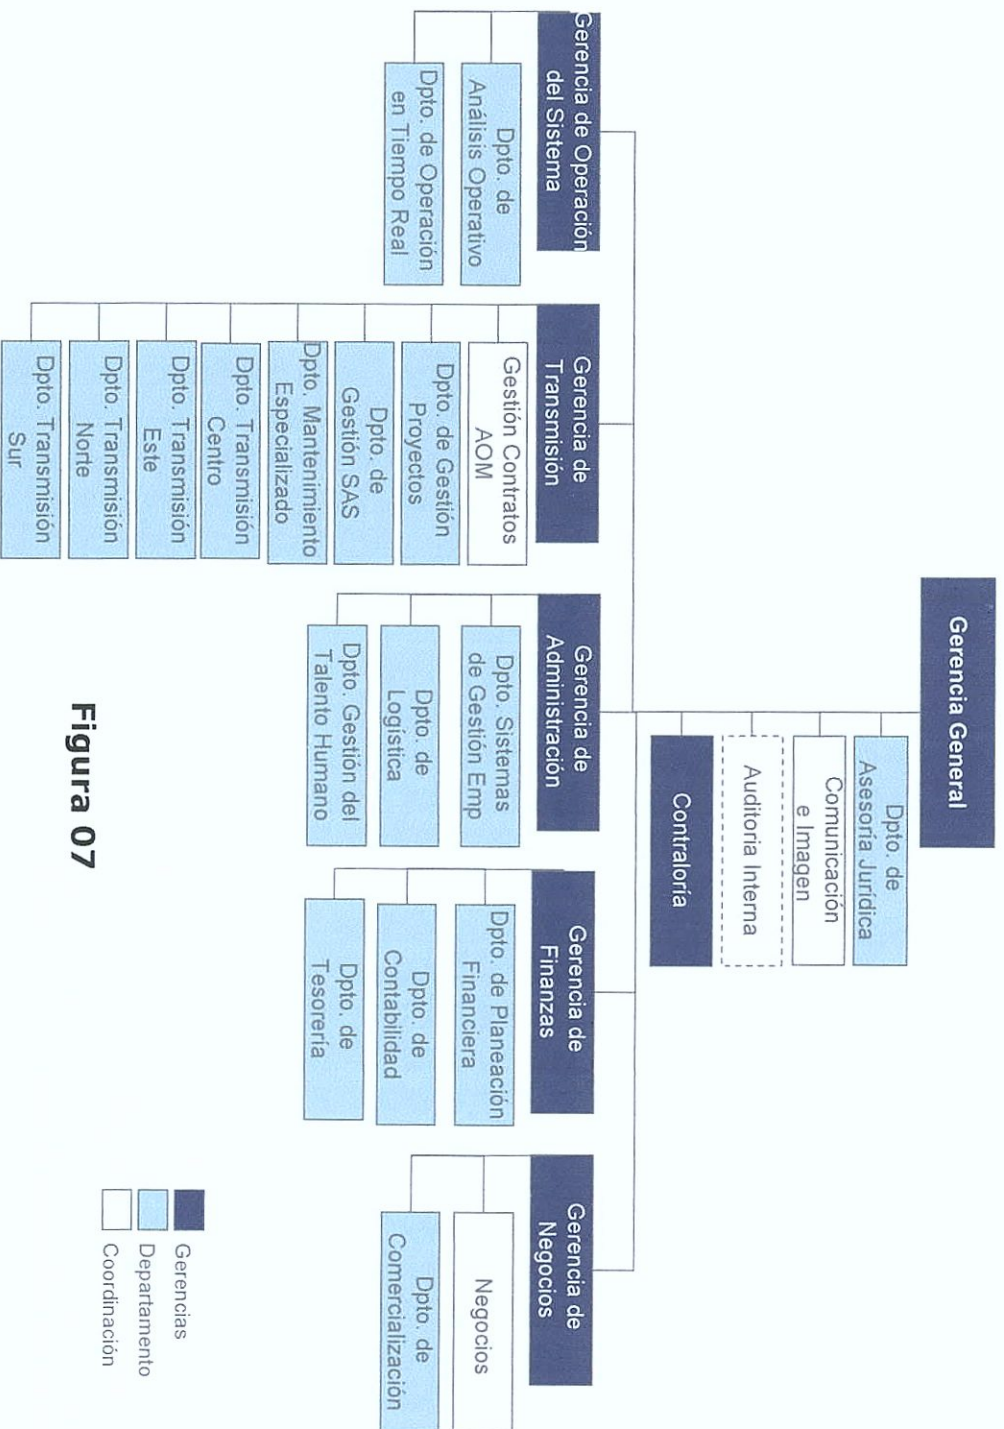 Gerencia General
Dpto. de
Asesoría Jurídica
Comunicación
e Imagen
Auditoria Interna
Contraloría
Gerencia de Operación
del Sistema
Dpto. de
Análisis Operativo
Dpto. de Operación
en Tiempo Real
Gerencia de
Transmisión
Gestión Contratos
AOM
Dpto. de Gestión
Proyectos
Dpto. de
Gestión SAS
Dpto. Mantenimiento
Especializado
Dpto. Transmisión
Centro
Dpto. Transmisión
Este
Dpto. Transmisión
Norte
Dpto. Transmisión
Sur
Gerencia de
Administración
Dpto. Sistemas
de Gestión Emp
Dpto. de
Logística
Dpto. Gestión del
Talento Humano
Gerencia de
Finanzas
Dpto. de Planeación
Financiera
Dpto. de
Contabilidad
Dpto. de
Tesorería
Gerencia de
Negocios
Negocios
Dpto. de
Comercialización
Gerencias
Departamento
Coordinación
Figura 07